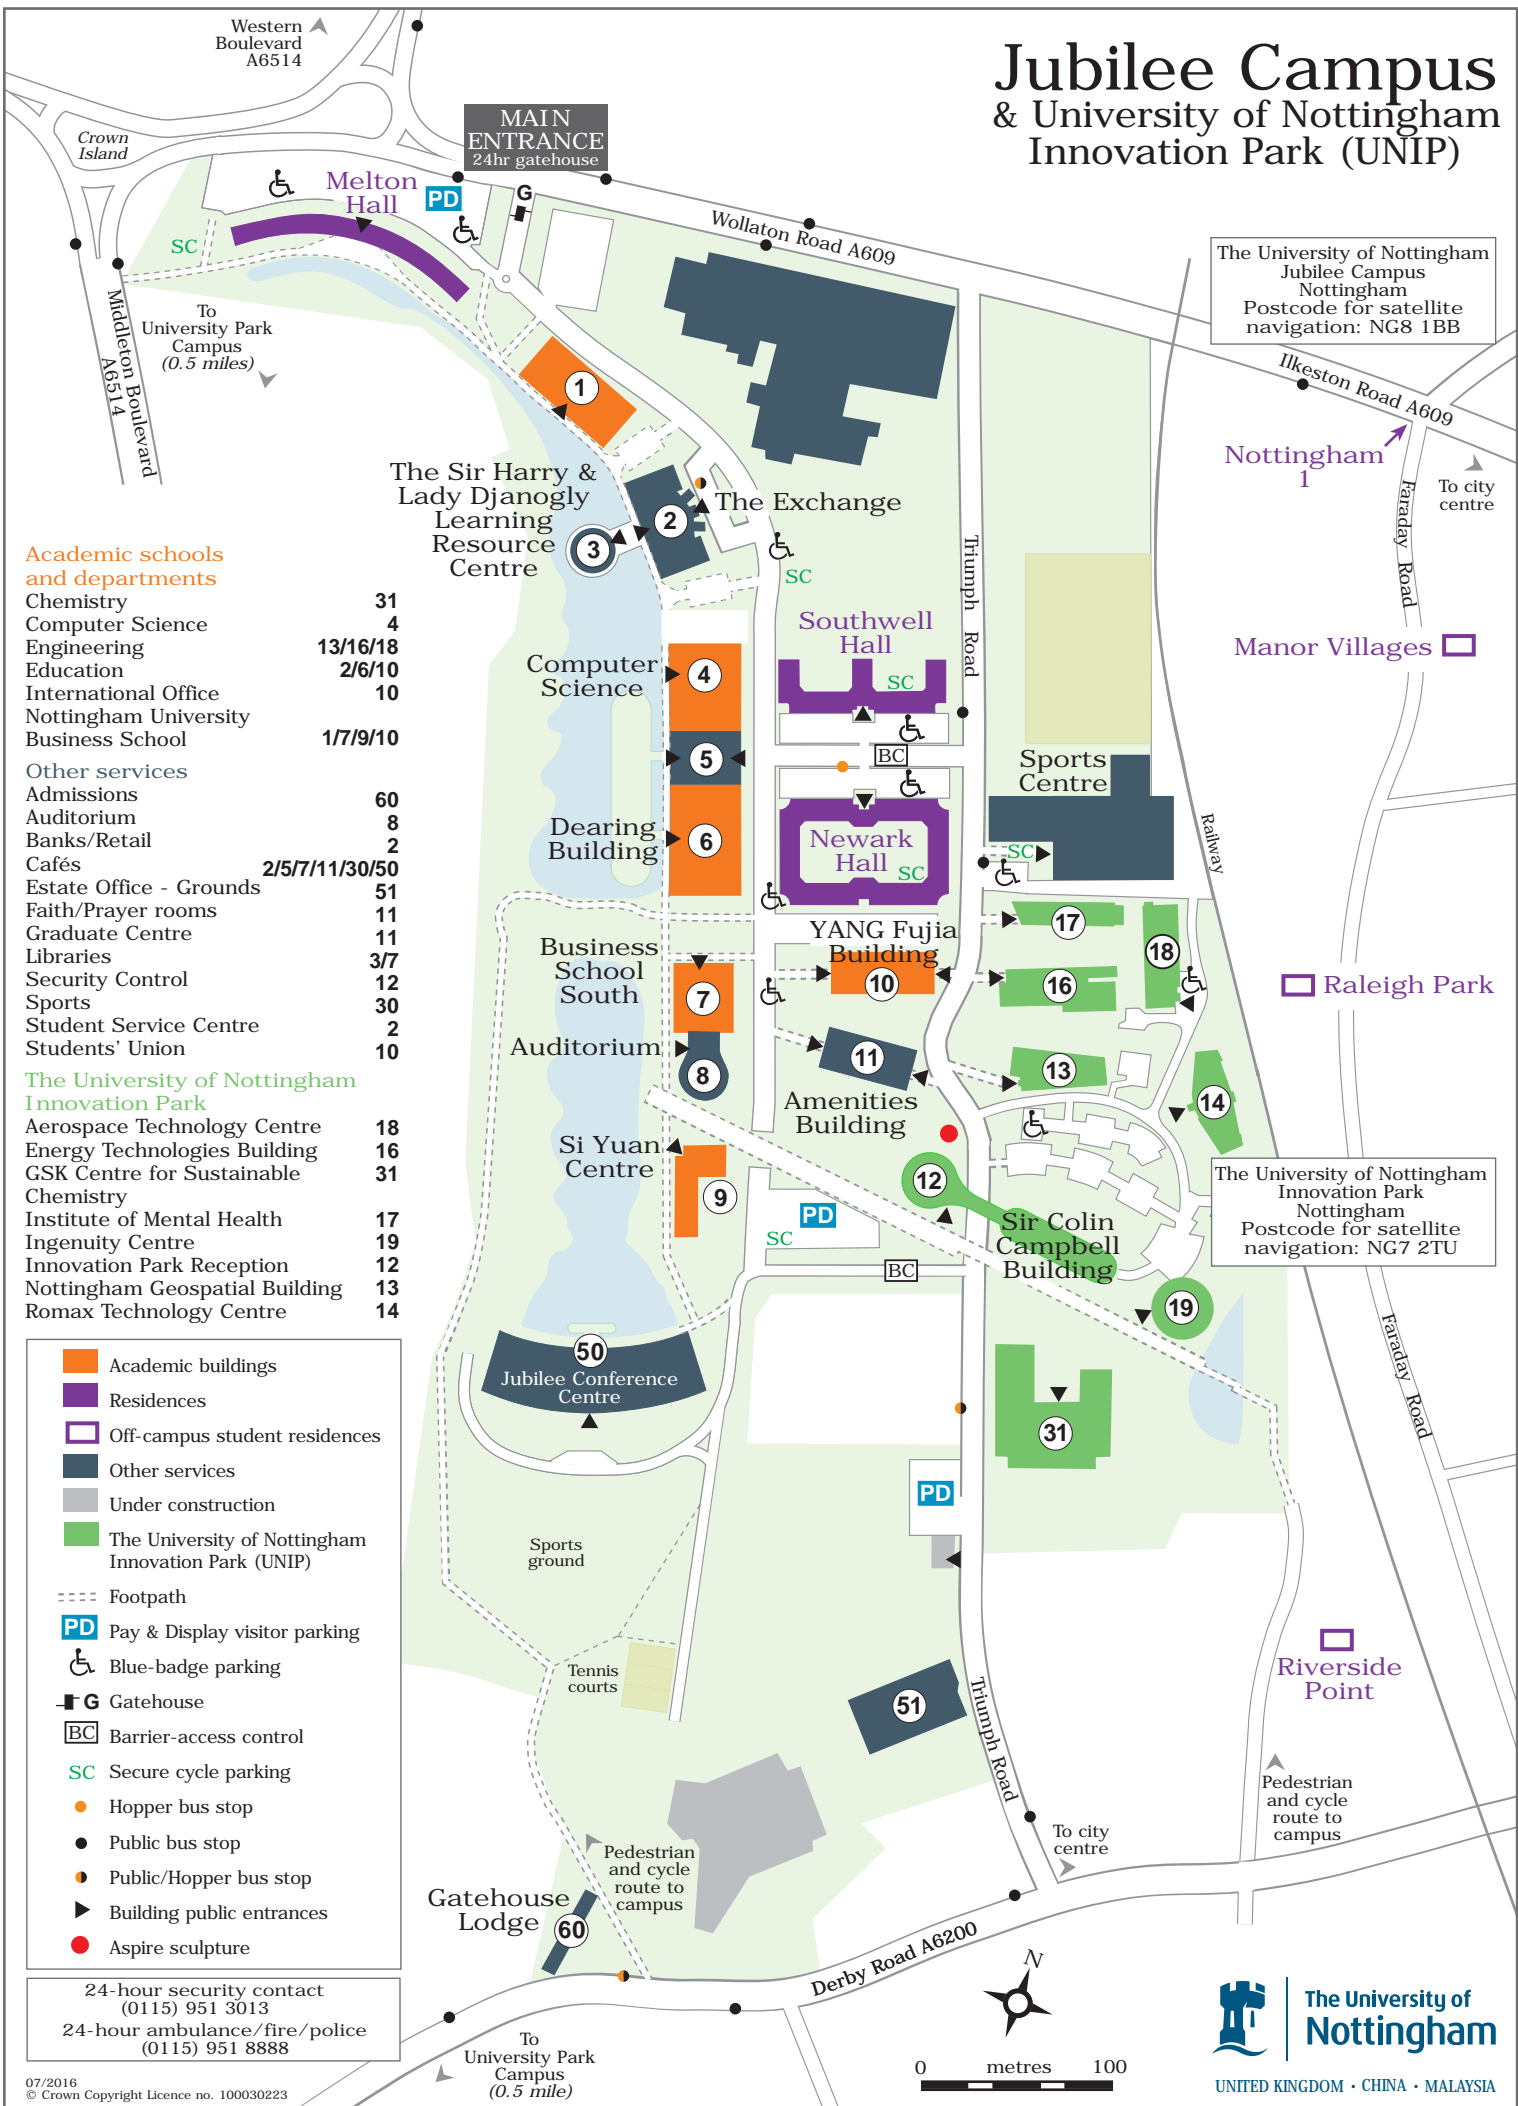 Jubilee Campus
& University of Nottingham
Innovation Park (UNIP)
Western
Boulevard
A6514
Crown
Island
MAIN
ENTRANCE
24hr gatehouse
Melton
Hall
PD
G
SC
Wollaton Road A609
The University of Nottingham
Jubilee Campus
Nottingham
Postcode for satellite
navigation: NG8 1BB
Middleton Boulevard
A6514
To
University Park
Campus
(0.5 miles)
Ilkeston Road A609
Nottingham
1
To city
centre
Faraday Road
1
The Sir Harry &
Lady Djanogly
Learning
Resource
Centre
2
3
The Exchange
SC
Triumph Road
Southwell
Hall
SC
Manor Villages
Computer
Science
4
5
BC
Sports
Centre
Dearing
Building
6
Newark
Hall
SC
SC
Railway
YANG Fujia
Building
17
18
Business
School
South
7
10
16
Raleigh Park
Auditorium
8
11
13
14
Amenities
Building
Si Yuan
Centre
9
12
PD
SC
Sir Colin
Campbell
Building
BC
19
The University of Nottingham
Innovation Park
Nottingham
Postcode for satellite
navigation: NG7 2TU
50
Jubilee Conference
Centre
31
Faraday Road
PD
Sports
ground
Tennis
courts
51
Triumph Road
Riverside
Point
Pedestrian
and cycle
route to
campus
To city
centre
Pedestrian
and cycle
route to
campus
Gatehouse
Lodge
60
Derby Road A6200
To
University Park
Campus
(0.5 mile)
N
0 metres 100
Academic schools
and departments
Chemistry 31
Computer Science 4
Engineering 13/16/18
Education 2/6/10
International Office 10
Nottingham University
Business School 1/7/9/10
Other services
Admissions 60
Auditorium 8
Banks/Retail 2
Cafés 2/5/7/11/30/50
Estate Office - Grounds 51
Faith/Prayer rooms 11
Graduate Centre 11
Libraries 3/7
Security Control 12
Sports 30
Student Service Centre 2
Students' Union 10
The University of Nottingham
Innovation Park
Aerospace Technology Centre 18
Energy Technologies Building 16
GSK Centre for Sustainable 31
Chemistry
Institute of Mental Health 17
Ingenuity Centre 19
Innovation Park Reception 12
Nottingham Geospatial Building 13
Romax Technology Centre 14
Academic buildings
Residences
Off-campus student residences
Other services
Under construction
The University of Nottingham
Innovation Park (UNIP)
Footpath
PD Pay & Display visitor parking
Blue-badge parking
G Gatehouse
BC Barrier-access control
SC Secure cycle parking
Hopper bus stop
Public bus stop
Public/Hopper bus stop
Building public entrances
Aspire sculpture
24-hour security contact
(0115) 951 3013
24-hour ambulance/fire/police
(0115) 951 8888
07/2016
© Crown Copyright Licence no. 100030223
The University of
Nottingham
UNITED KINGDOM · CHINA · MALAYSIA